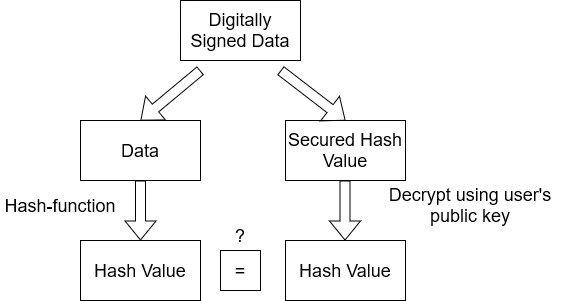 Digitally
Signed Data
Data
Secured Hash
Value
Hash-function
Decrypt using user's
public key
?
Hash Value
=
Hash Value